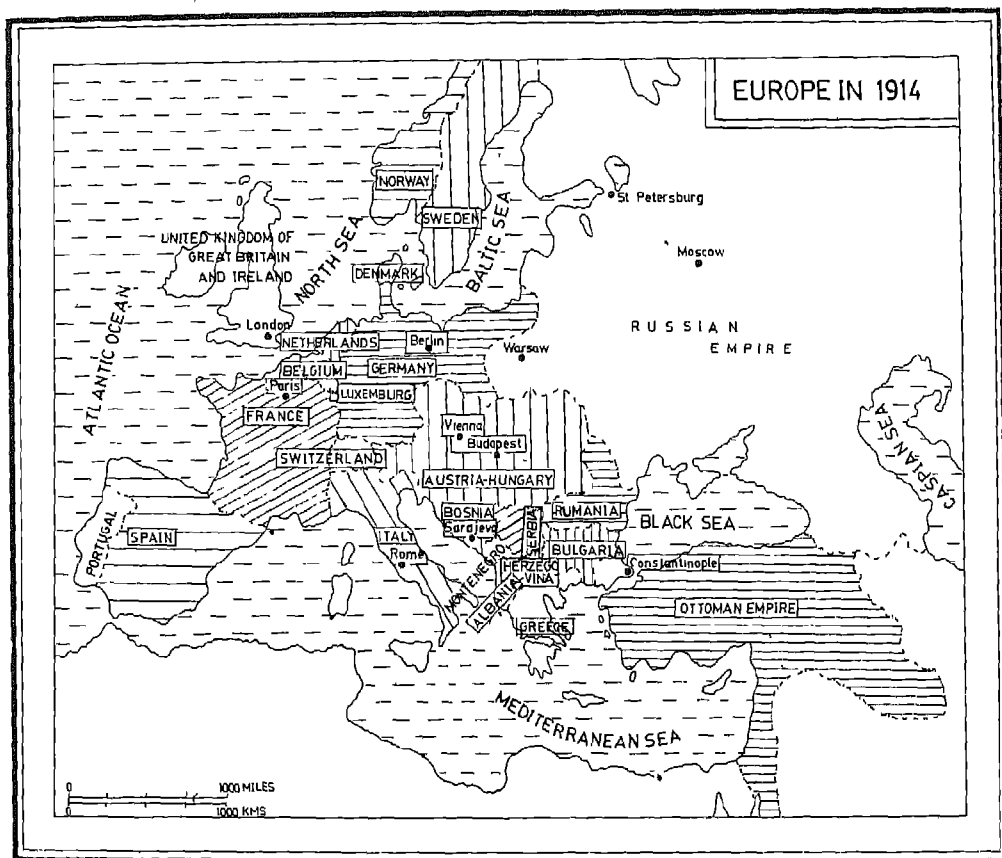 EUROPE IN 1914
NORWAY
SWEDEN
St Petersburg
Moscow
UNITED KINGDOM OF
GREAT BRITAIN
AND IRELAND
NORTH SEA
BALTIC SEA
DENMARK
ATLANTIC OCEAN
London
NETHERLANDS
Berlin
Warsaw
RUSSIAN
EMPIRE
BELGIUM
GERMANY
Paris
LUXEMBURG
FRANCE
Vienna
Budapest
SWITZERLAND
AUSTRIA-HUNGARY
CASPIAN SEA
BOSNIA
Sarajevo
SERBIA
RUMANIA
BLACK SEA
PORTUGAL
SPAIN
ITALY
Rome
MONTENEGRO
HERZEGO
-VINA
BULGARIA
Constantinople
ALBANIA
OTTOMAN EMPIRE
GREECE
MEDITERRANEAN SEA
0 1000 MILES
0 1000 KMS